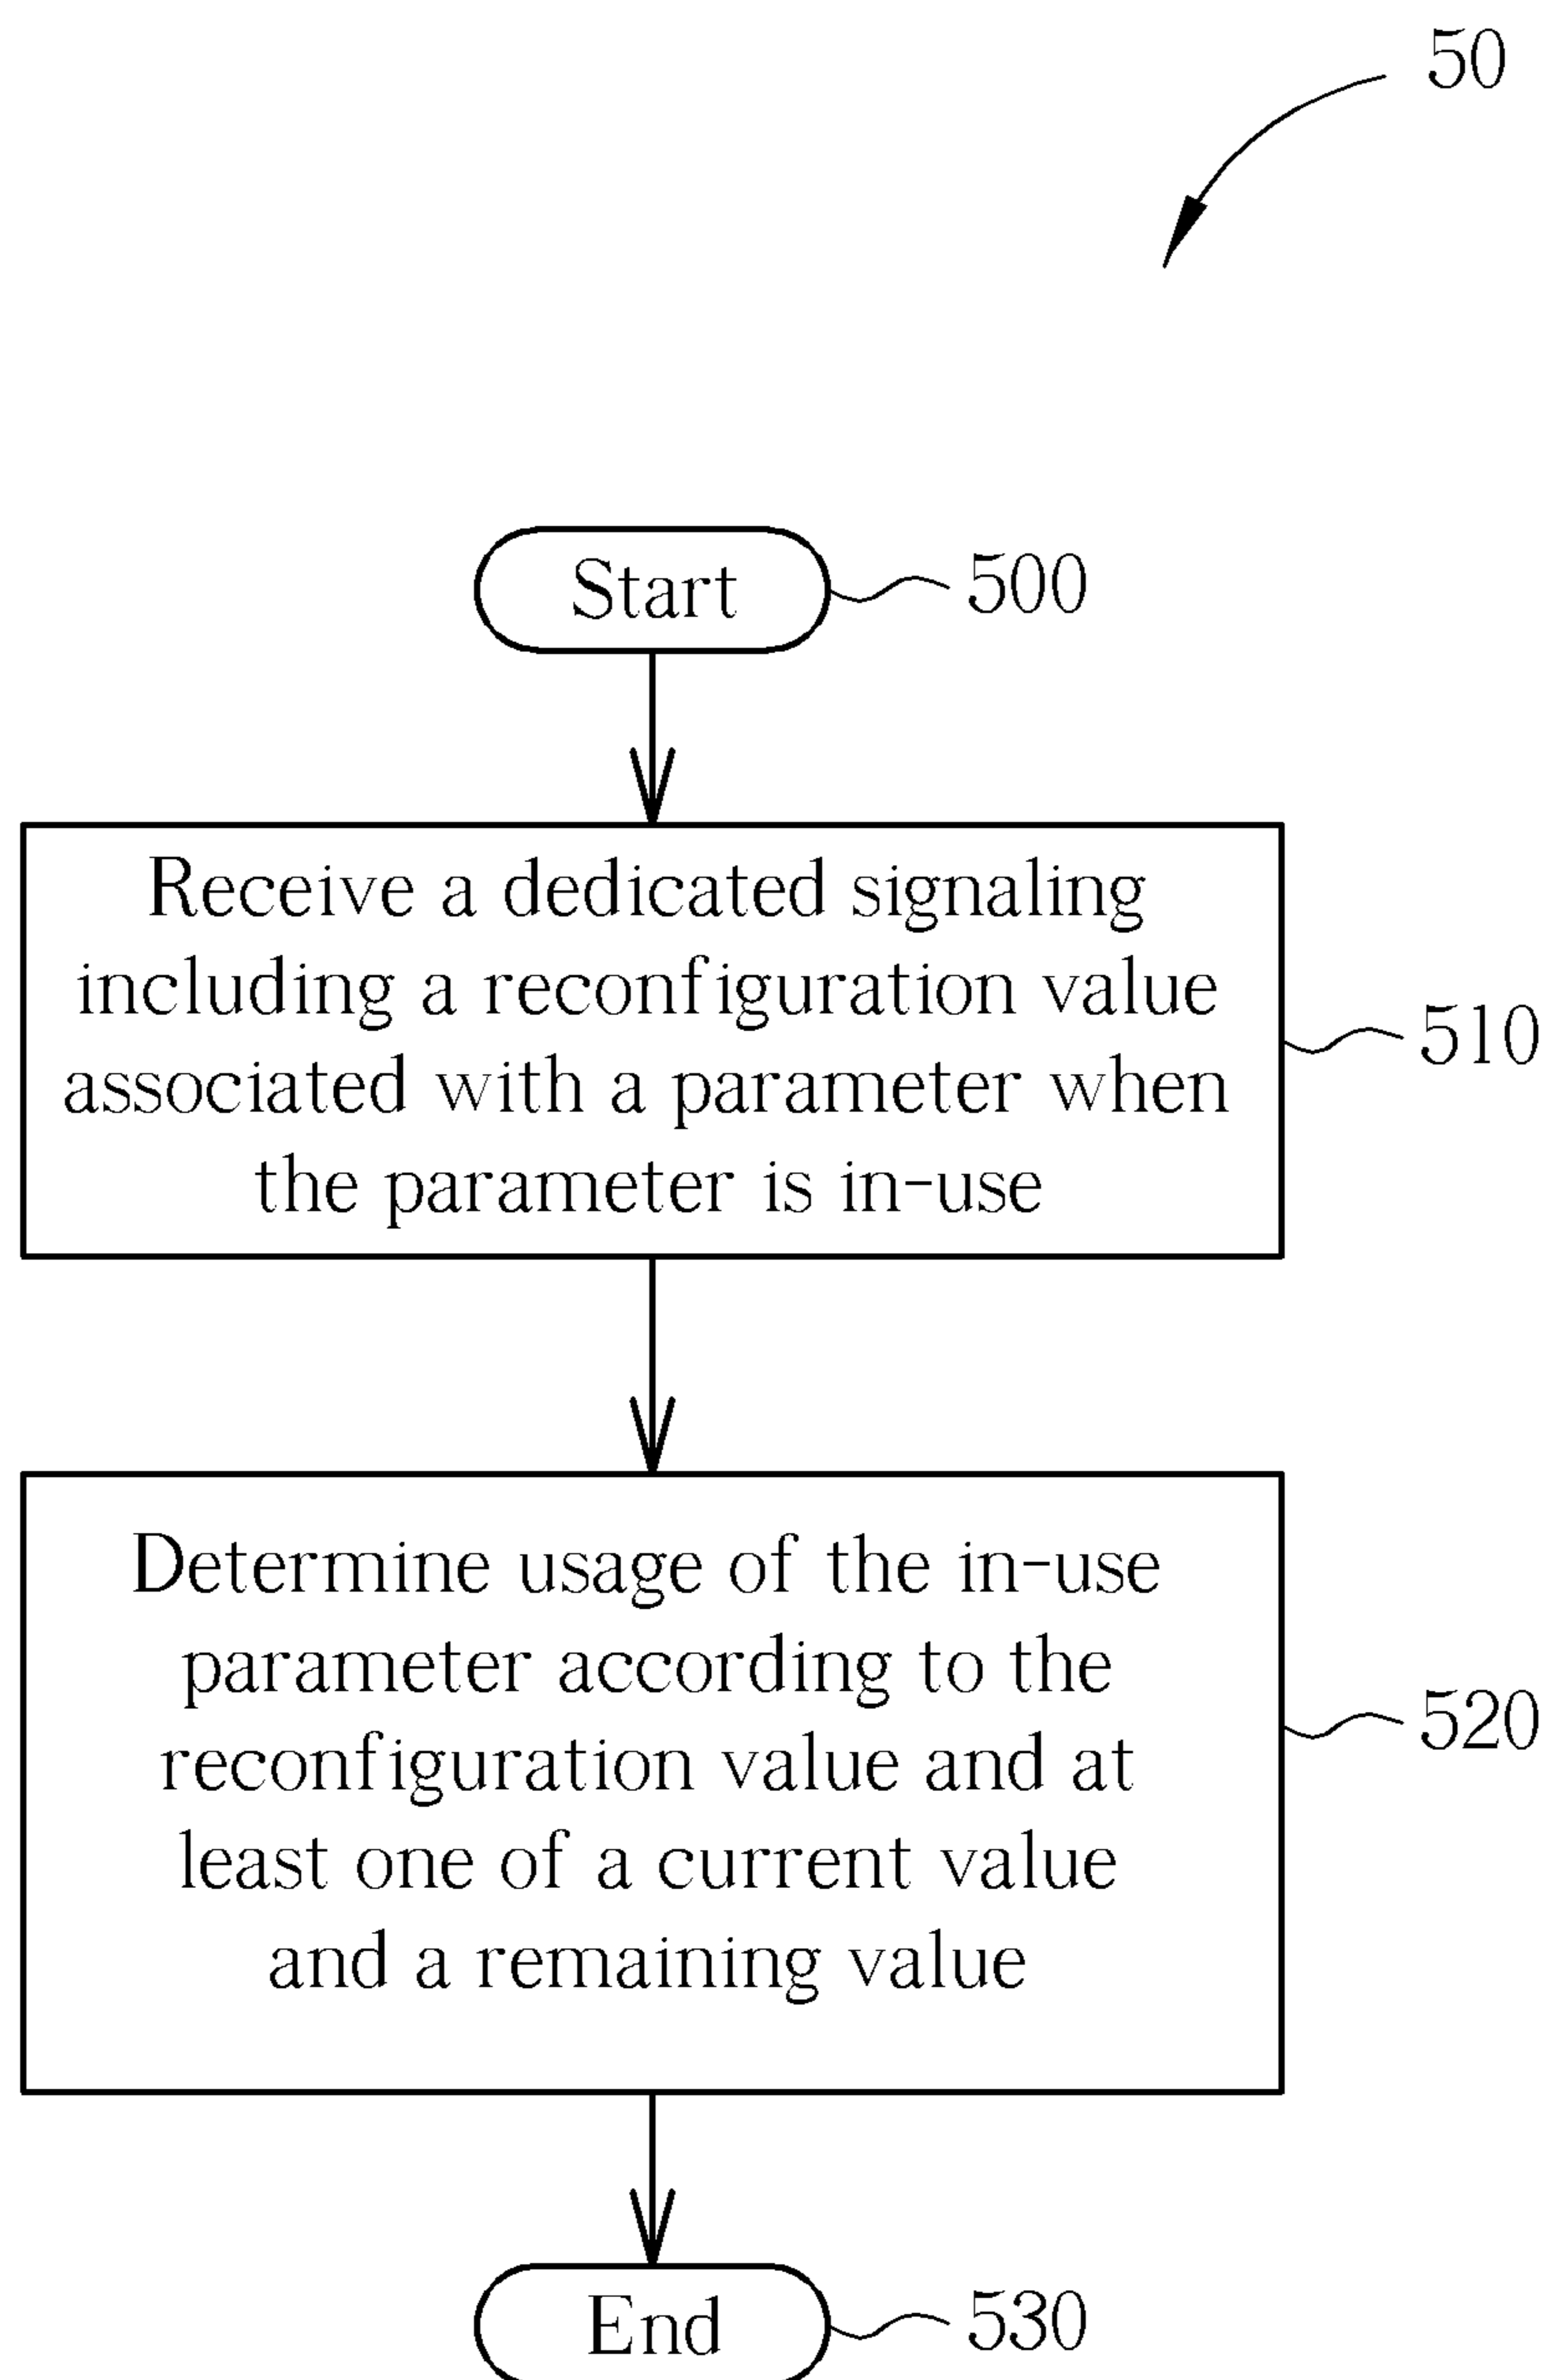 50
Start
500
Receive a dedicated signaling
including a reconfiguration value
associated with a parameter when
the parameter is in-use
510
Determine usage of the in-use
parameter according to the
reconfiguration value and at
least one of a current value
and a remaining value
520
End
530